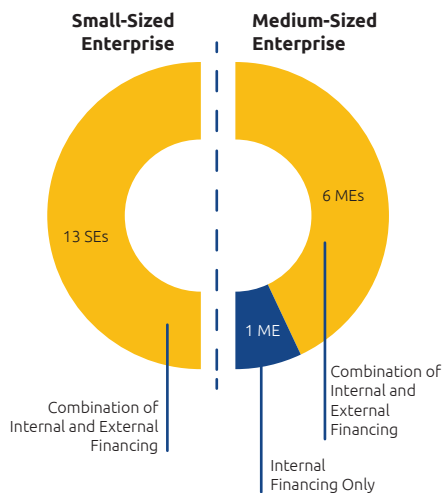 Small-Sized
Enterprise
Medium-Sized
Enterprise
13 SEs
6 MEs
1 ME
Combination of
Internal and External
Financing
Combination of
Internal and
External
Financing
Internal
Financing Only